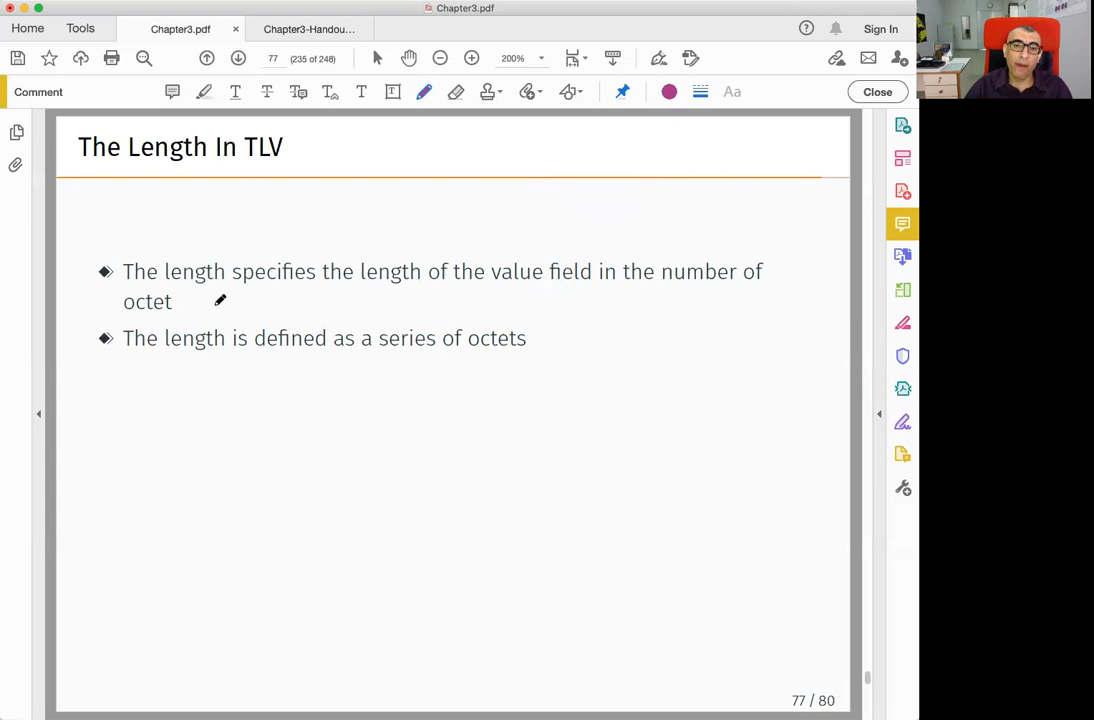 Chapter3.pdf
Home
Tools
Chapter3.pdf
×
Chapter3-Handou...
Sign In
77
(235 of 248)
200%
Comment
Aa
Close
The Length In TLV
The length specifies the length of the value field in the number of
octet
The length is defined as a series of octets
77 / 80